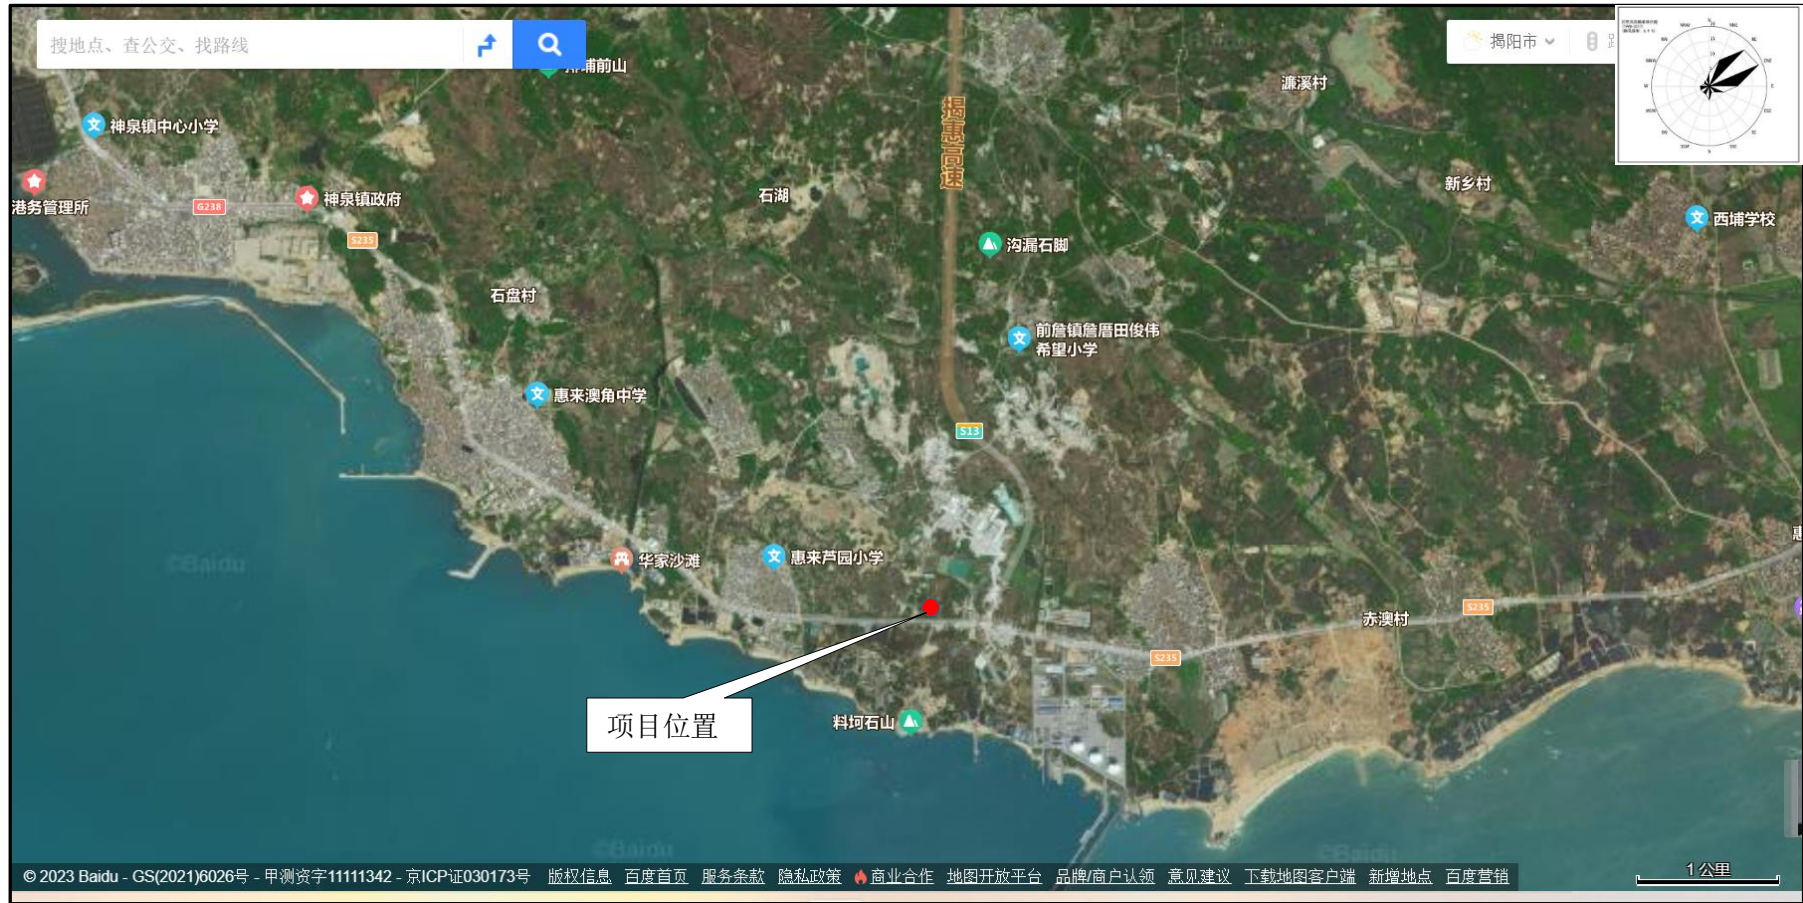 搜地点、查公交、找路线
揭阳市
埔前山
濂溪村
神泉镇中心小学
揭惠高速
新乡村
港务管理所
G238
神泉镇政府
石湖
西埔学校
S235
沟漏石脚
石盘村
前詹镇詹厝田俊伟
希望小学
惠来澳角中学
S13
华家沙滩
惠来芦园小学
赤澳村
S235
S235
项目位置
料坷石山
©Baidu
©Baidu
©Baidu
© 2023 Baidu - GS(2021)6026号 - 甲测资字11111342 - 京ICP证030173号 版权信息 百度首页 服务条款 隐私政策 商业合作 地图开放平台 品牌/商户认领 意见建议 下载地图客户端 新增地点 百度营销
1 公里